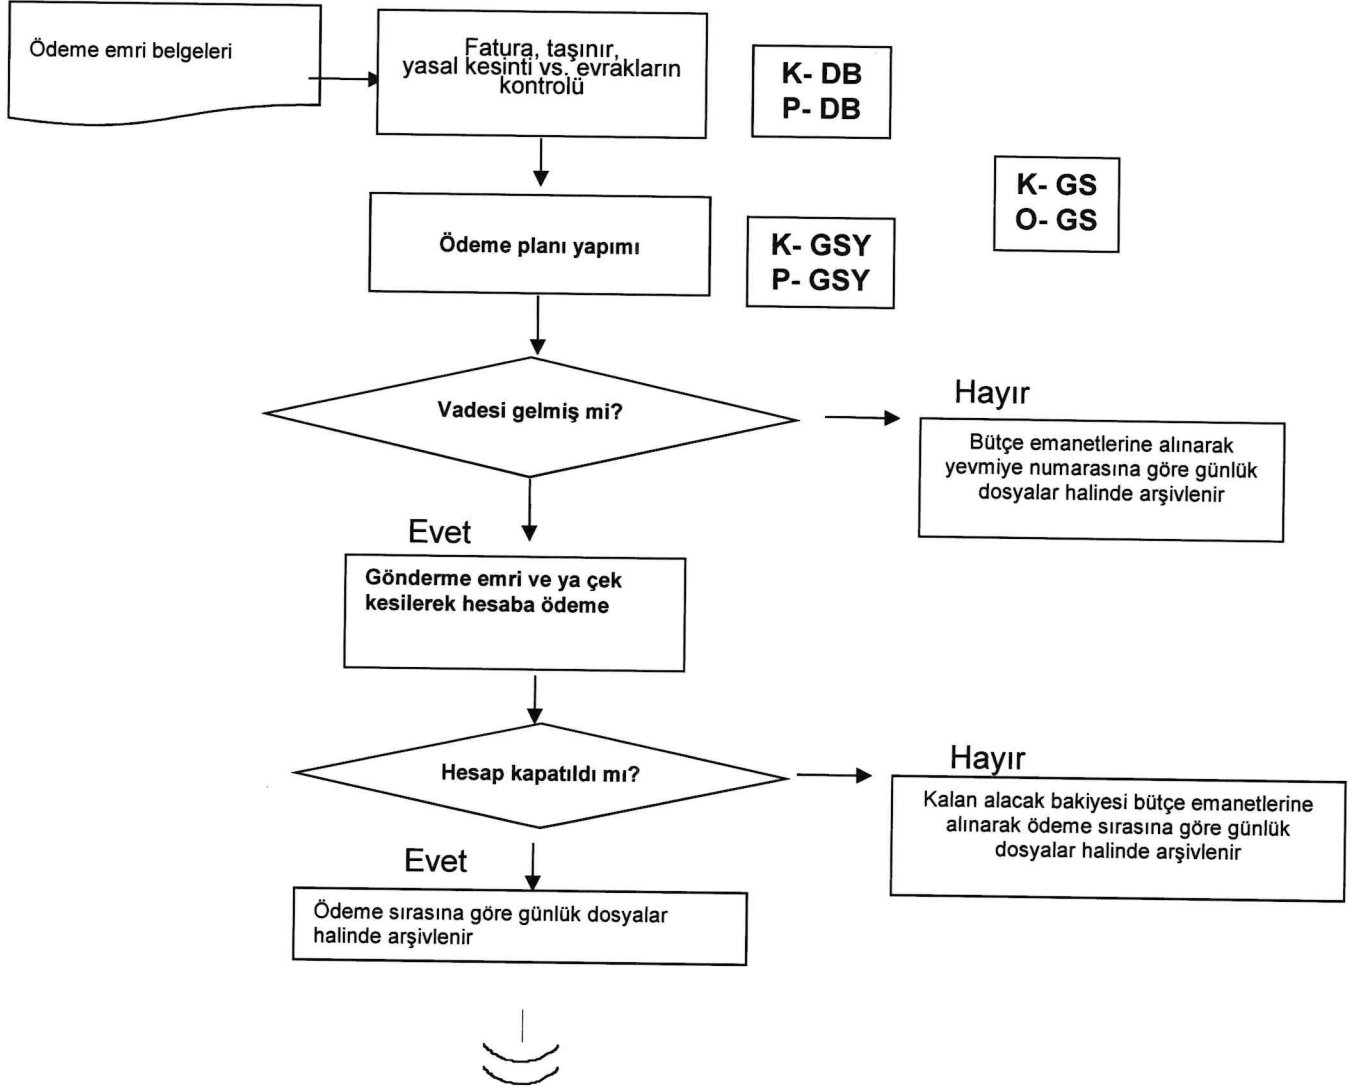 Ödeme emri belgeleri
Fatura, taşınır,
yasal kesinti vs. evrakların
kontrolü
K- DB
P- DB
K- GS
O- GS
Ödeme planı yapımı
K- GSY
P- GSY
Vadesi gelmiş mi?
Hayır
Bütçe emanetlerine alınarak
yevmiye numarasına göre günlük
dosyalar halinde arşivlenir
Evet
Gönderme emri ve ya çek
kesilerek hesaba ödeme
Hesap kapatıldı mı?
Hayır
Kalan alacak bakiyesi bütçe emanetlerine
alınarak ödeme sırasına göre günlük
dosyalar halinde arşivlenir
Evet
Ödeme sırasına göre günlük dosyalar
halinde arşivlenir